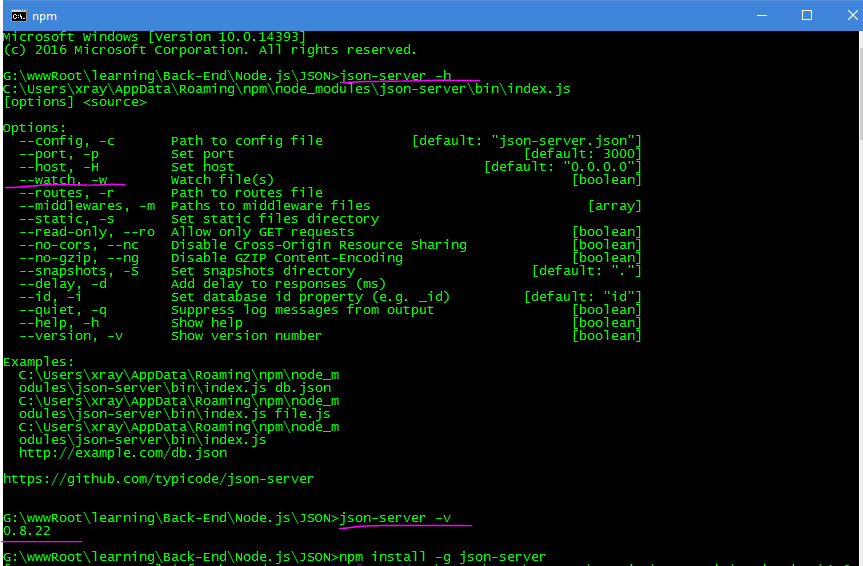 npm
Microsoft Windows [Version 10.0.14393]
(c) 2016 Microsoft Corporation. All rights reserved.
G:\wwwRoot\learning\Back-End\Node.js\JSON>json-server -h
C:\Users\xray\AppData\Roaming\npm\node_modules\json-server\bin\index.js
[options] <source>
Options:
--config, -c Path to config file [default: "json-server.json"]
--port, -p Set port [default: 3000]
--host, -H Set host [default: "0.0.0.0"]
--watch, -w Watch file(s) [boolean]
--routes, -r Path to routes file
--middlewares, -m Paths to middleware files [array]
--static, -s Set static files directory
--read-only, --ro Allow only GET requests [boolean]
--no-cors, --nc Disable Cross-Origin Resource Sharing [boolean]
--no-gzip, --ng Disable GZIP Content-Encoding [boolean]
--snapshots, -S Set snapshots directory [default: "."]
--delay, -d Add delay to responses (ms)
--id, -i Set database id property (e.g. _id) [default: "id"]
--quiet, -q Suppress log messages from output [boolean]
--help, -h Show help [boolean]
--version, -v Show version number [boolean]
Examples:
C:\Users\xray\AppData\Roaming\npm\node_m
odules\json-server\bin\index.js db.json
C:\Users\xray\AppData\Roaming\npm\node_m
odules\json-server\bin\index.js file.js
C:\Users\xray\AppData\Roaming\npm\node_m
odules\json-server\bin\index.js
http://example.com/db.json
https://github.com/typicode/json-server
G:\wwwRoot\learning\Back-End\Node.js\JSON>json-server -v
0.8.22
G:\wwwRoot\learning\Back-End\Node.js\JSON>npm install -g json-server